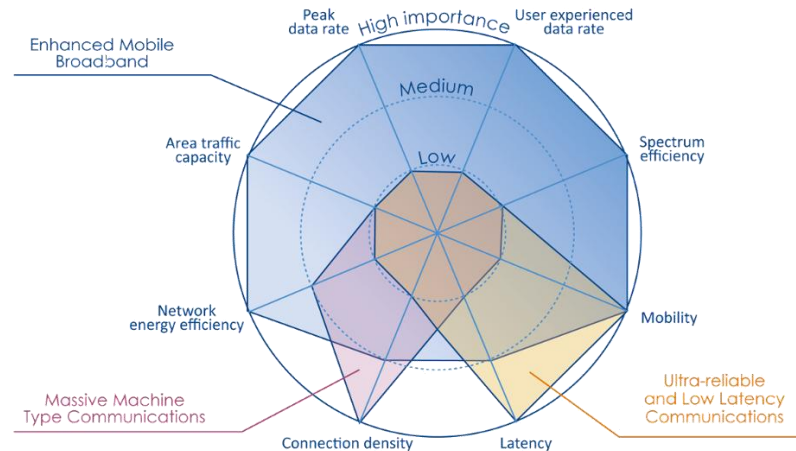 Peak
data rate
High importance
User experienced
data rate
Enhanced Mobile
Broadband
Medium
Area traffic
capacity
Low
Spectrum
efficiency
Network
energy efficiency
Mobility
Massive Machine
Type Communications
Ultra-reliable
and Low Latency
Communications
Connection density
Latency